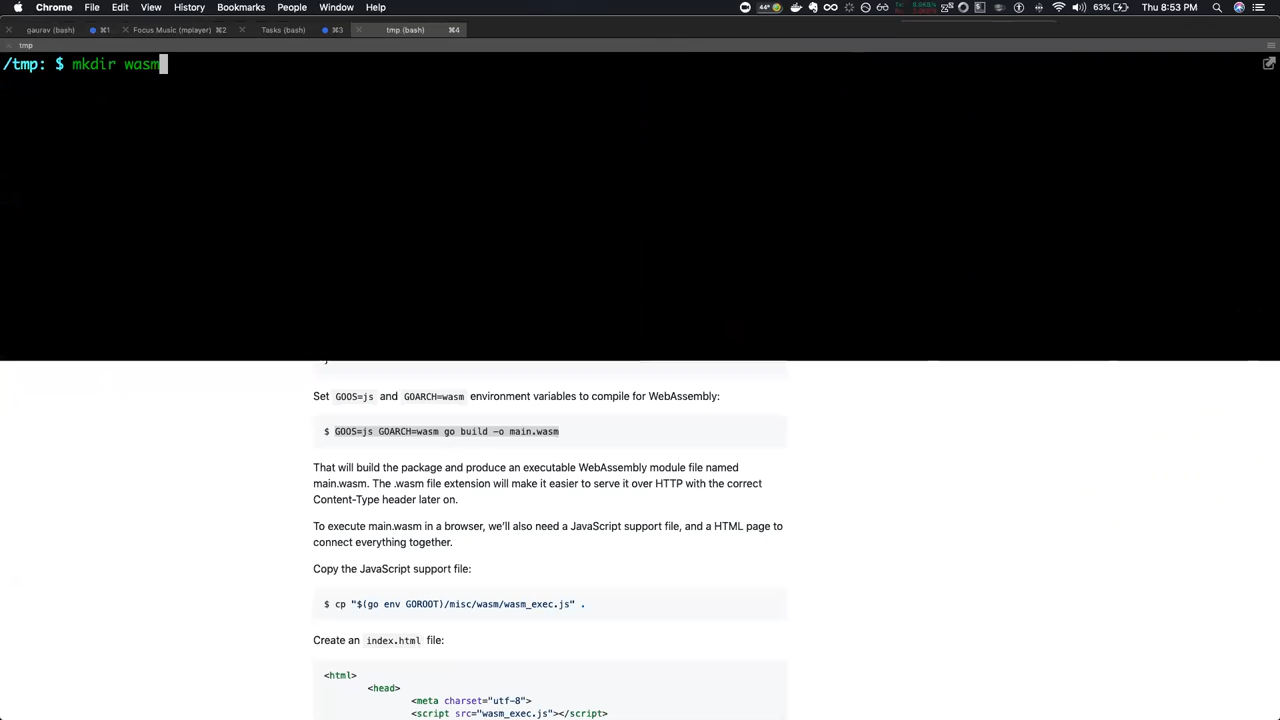 Chrome File Edit View History Bookmarks People Window Help 44° 63% Thu 8:53 PM
gaurav (bash) ⌘1 Focus Music (mplayer) ⌘2 Tasks (bash) ⌘3 tmp (bash) ⌘4
tmp
/tmp: $ mkdir wasm
Set GOOS=js and GOARCH=wasm environment variables to compile for WebAssembly:
$ GOOS=js GOARCH=wasm go build -o main.wasm
That will build the package and produce an executable WebAssembly module file named
main.wasm. The .wasm file extension will make it easier to serve it over HTTP with the correct
Content-Type header later on.
To execute main.wasm in a browser, we'll also need a JavaScript support file, and a HTML page to
connect everything together.
Copy the JavaScript support file:
$ cp "$(go env GOROOT)/misc/wasm/wasm_exec.js" .
Create an index.html file:
<html>
<head>
<meta charset="utf-8">
<script src="wasm_exec.js"></script>